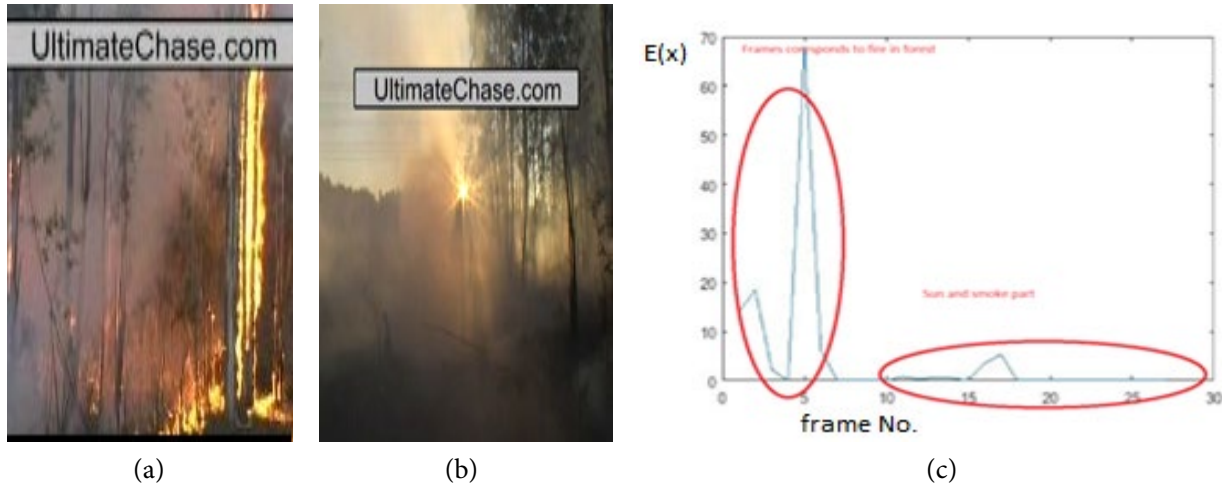 UltimateChase.com
UltimateChase.com
E(x)
70
60
50
40
30
20
10
0
Frames corresponds to fire in forest
Sun and smoke part
0
5
10
15
20
25
30
frame No.
(a)
(b)
(c)